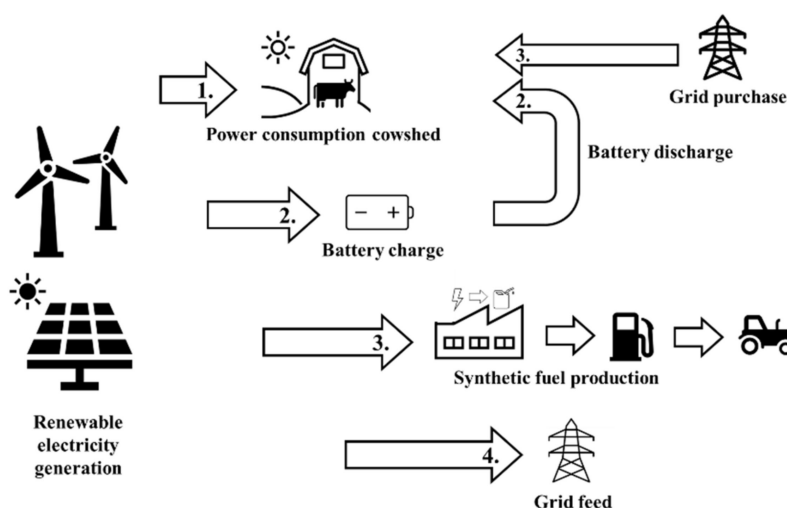 3.
Grid purchase
1.
2.
Power consumption cowshed
Battery discharge
2.
− +
Battery charge
3.
Synthetic fuel production
Renewable
electricity
generation
4.
Grid feed